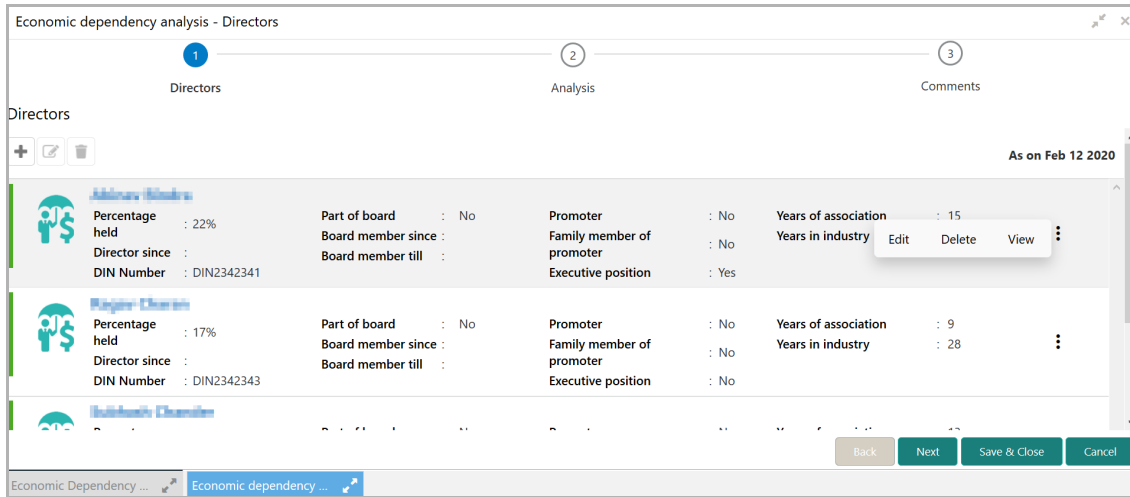 Economic dependency analysis - Directors
1 2 3
Directors Analysis Comments
Directors
As on Feb 12 2020
Percentage held : 22% Part of board : No Promoter : No Years of association : 15
Director since : Board member since : Family member of promoter : No Years in industry
DIN Number : DIN2342341 Board member till : Executive position : Yes
Edit Delete View
Percentage held : 17% Part of board : No Promoter : No Years of association : 9
Director since : Board member since : Family member of promoter : No Years in industry : 28
DIN Number : DIN2342343 Board member till : Executive position : No
Back Next Save & Close Cancel
Economic Dependency ... Economic dependency ...